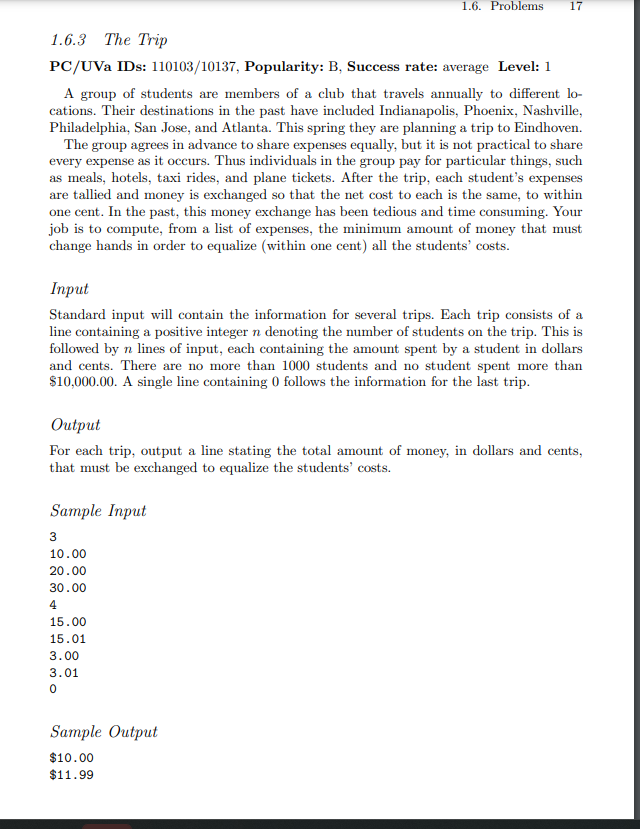 1.6. Problems 17
1.6.3 The Trip
PC/UVa IDs: 110103/10137, Popularity: B, Success rate: average Level: 1
A group of students are members of a club that travels annually to different lo-
cations. Their destinations in the past have included Indianapolis, Phoenix, Nashville,
Philadelphia, San Jose, and Atlanta. This spring they are planning a trip to Eindhoven.
The group agrees in advance to share expenses equally, but it is not practical to share
every expense as it occurs. Thus individuals in the group pay for particular things, such
as meals, hotels, taxi rides, and plane tickets. After the trip, each student's expenses
are tallied and money is exchanged so that the net cost to each is the same, to within
one cent. In the past, this money exchange has been tedious and time consuming. Your
job is to compute, from a list of expenses, the minimum amount of money that must
change hands in order to equalize (within one cent) all the students' costs.
Input
Standard input will contain the information for several trips. Each trip consists of a
line containing a positive integer n denoting the number of students on the trip. This is
followed by n lines of input, each containing the amount spent by a student in dollars
and cents. There are no more than 1000 students and no student spent more than
$10,000.00. A single line containing 0 follows the information for the last trip.
Output
For each trip, output a line stating the total amount of money, in dollars and cents,
that must be exchanged to equalize the students' costs.
Sample Input
3
10.00
20.00
30.00
4
15.00
15.01
3.00
3.01
0
Sample Output
$10.00
$11.99